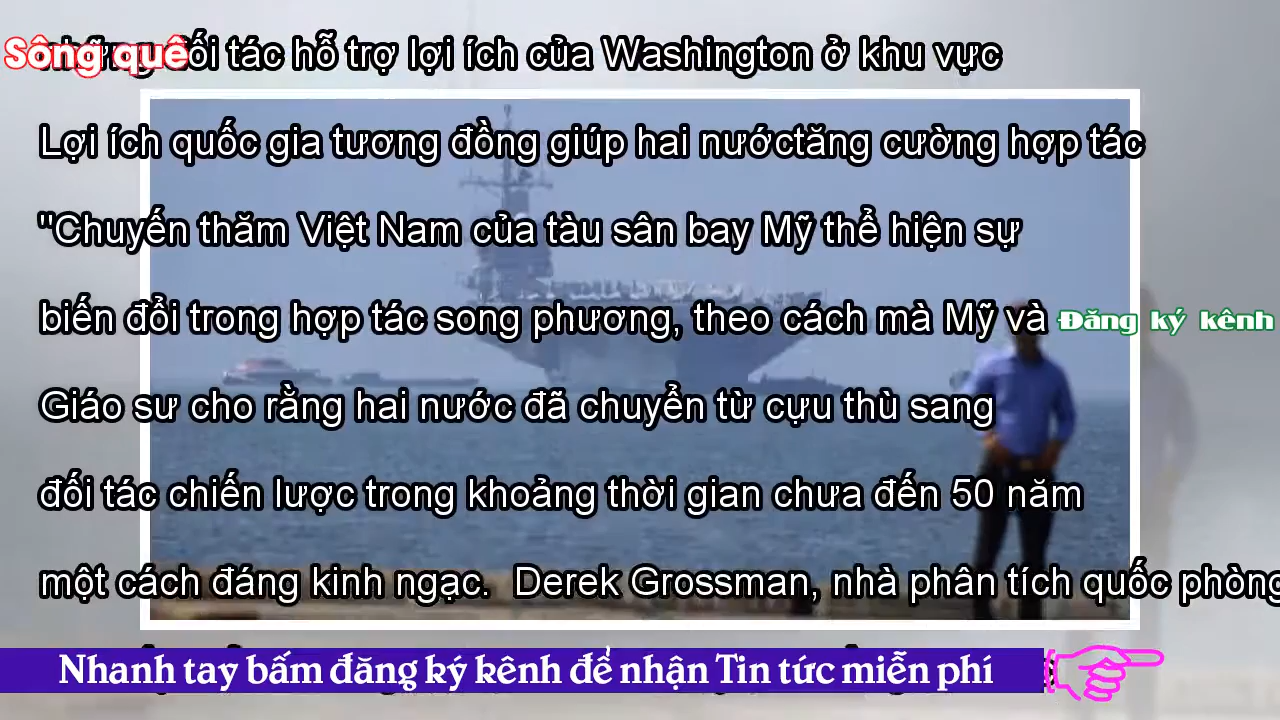 Sông quê
những đối tác hỗ trợ lợi ích của Washington ở khu vực
Lợi ích quốc gia tương đồng giúp hai nướctăng cường hợp tác
"Chuyến thăm Việt Nam của tàu sân bay Mỹ thể hiện sự
biến đổi trong hợp tác song phương, theo cách mà Mỹ và
Đăng ký kênh
Giáo sư cho rằng hai nước đã chuyển từ cựu thù sang
đối tác chiến lược trong khoảng thời gian chưa đến 50 năm
một cách đáng kinh ngạc. Derek Grossman, nhà phân tích quốc phòng
Nhanh tay bấm đăng ký kênh để nhận Tin tức miễn phí